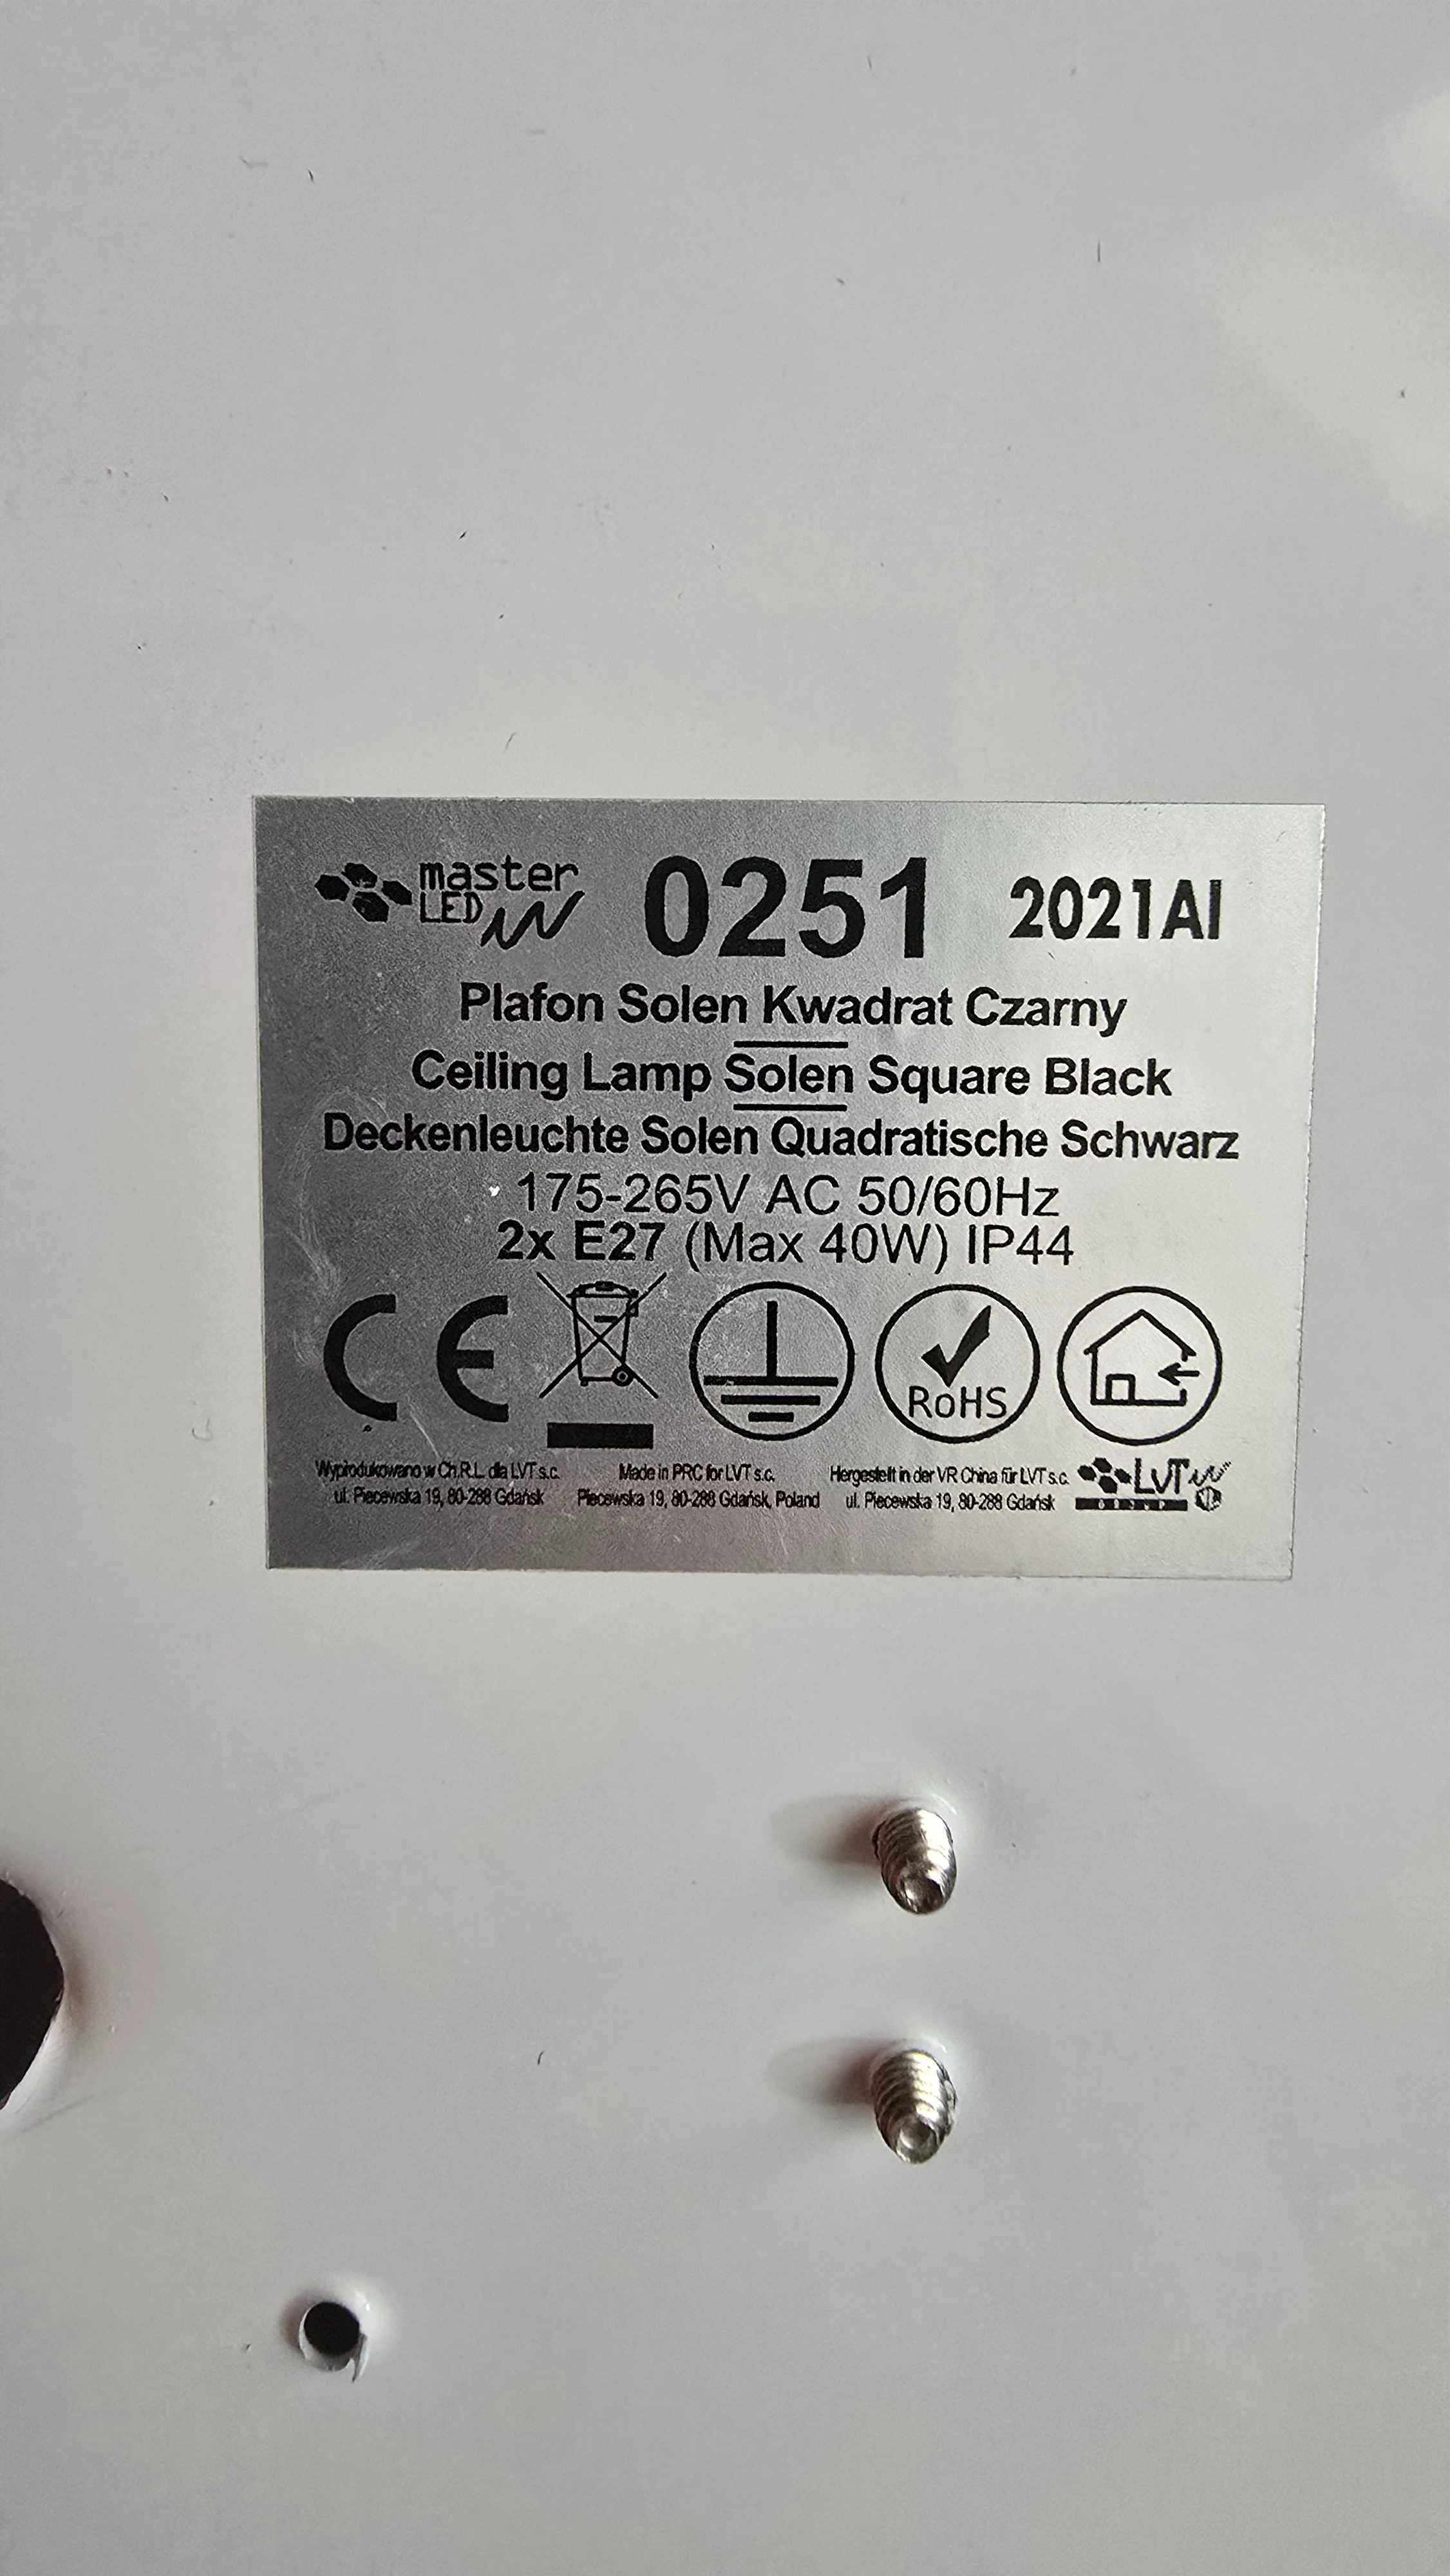 master
LED
0251
2021AI
Plafon Solen Kwadrat Czarny
Ceiling Lamp Solen Square Black
Deckenleuchte Solen Quadratische Schwarz
175-265V AC 50/60Hz
2x E27 (Max 40W) IP44
CE
RoHS
Wyprodukowano w Ch.R.L. dla LVT s.c.
ul. Piecewska 19, 80-288 Gdańsk
Made in PRC for LVT s.c.
Piecewska 19, 80-288 Gdańsk, Poland
Hergestellt in der VR China für LVT s.c.
ul. Piecewska 19, 80-288 Gdańsk
LVT